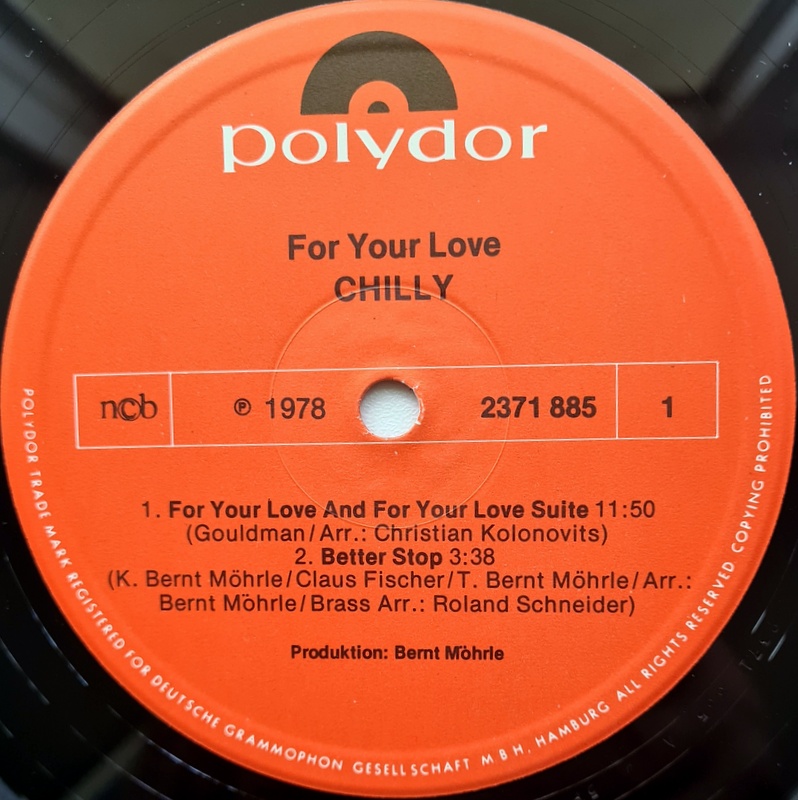 polydor
For Your Love
CHILLY
ncb
℗ 1978
2371 885
1
1. For Your Love And For Your Love Suite 11:50
(Gouldman/Arr.: Christian Kolonovits)
2. Better Stop 3:38
(K. Bernt Möhrle/Claus Fischer/T. Bernt Möhrle/Arr.:
Bernt Möhrle/Brass Arr.: Roland Schneider)
Produktion: Bernt Möhrle
POLYDOR TRADE MARK REGISTERED FOR DEUTSCHE GRAMMOPHON GESELLSCHAFT MBH, HAMBURG ALL RIGHTS RESERVED COPYING PROHIBITED